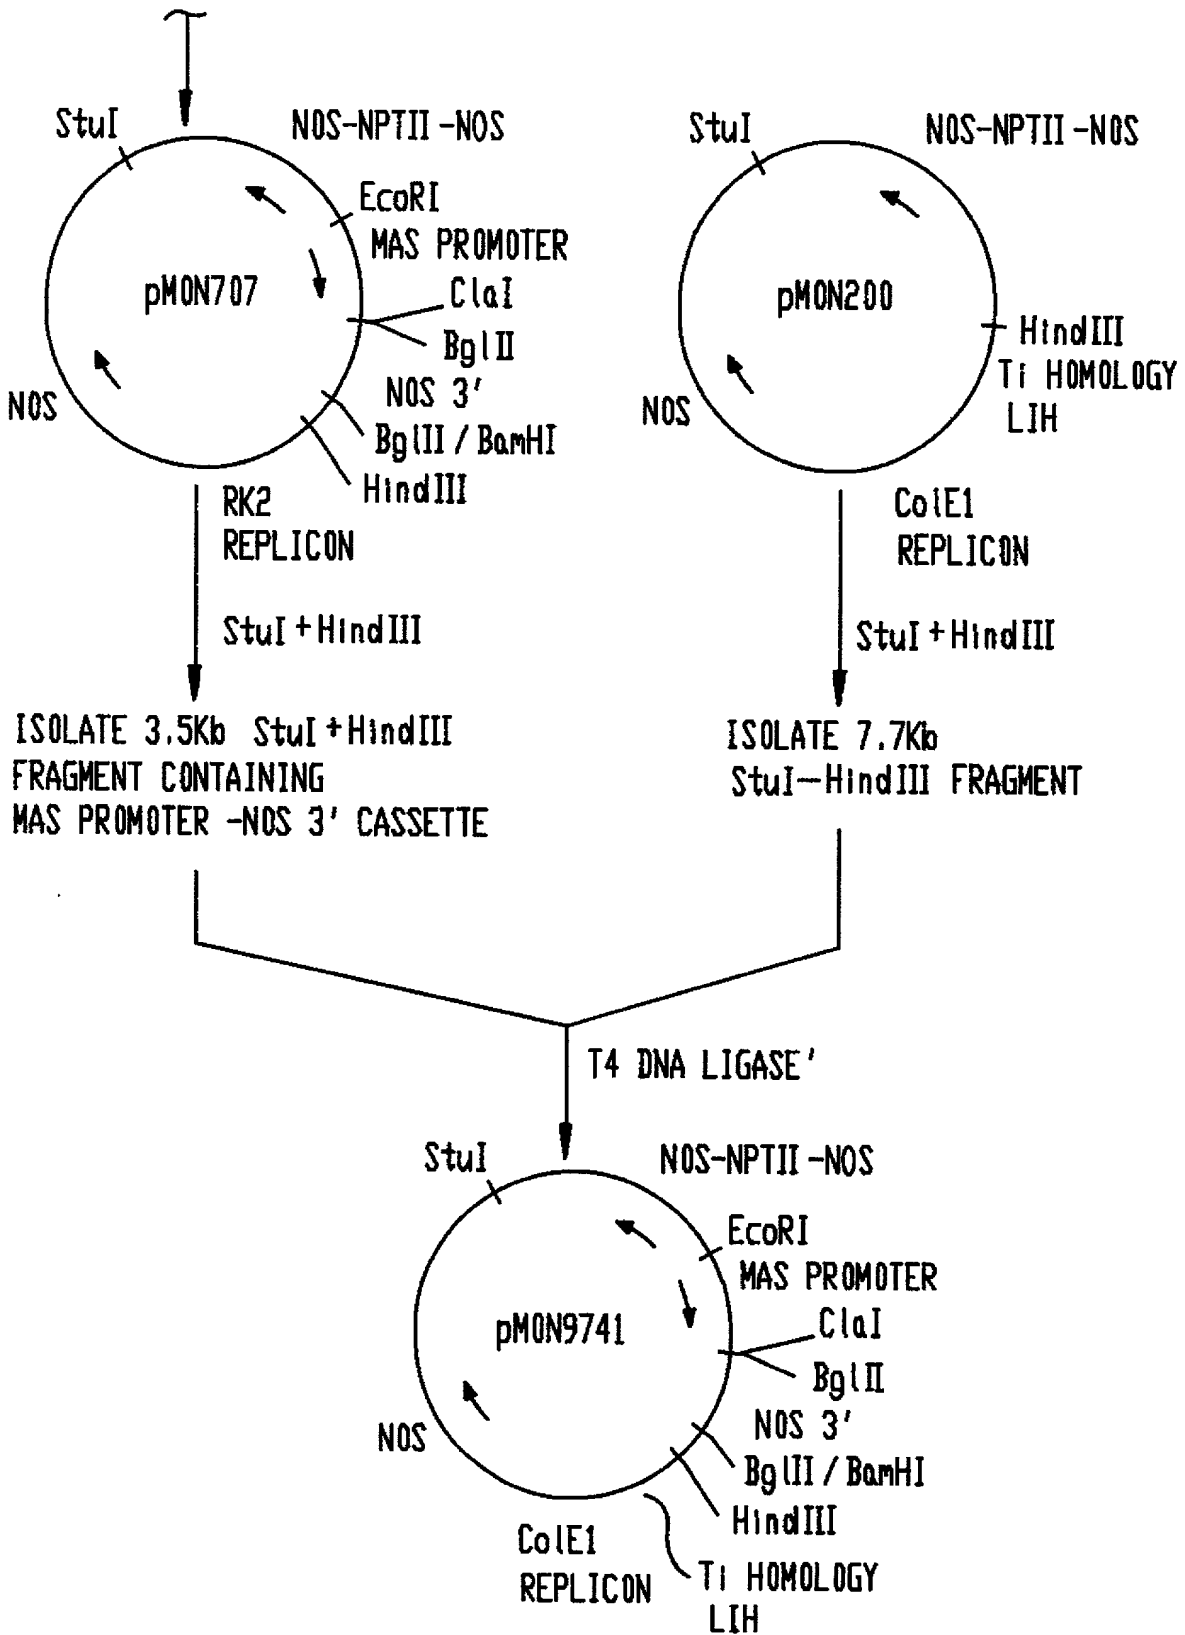 StuI
NOS-NPTII-NOS
EcoRI
MAS PROMOTER
pMON707
ClaI
BglII
NOS 3'
NOS
BglII / BamHI
HindIII
RK2
REPLICON
StuI + HindIII
ISOLATE 3.5Kb StuI + HindIII
FRAGMENT CONTAINING
MAS PROMOTER -NOS 3' CASSETTE
StuI
NOS-NPTII-NOS
pMON200
HindIII
Ti HOMOLOGY
LIH
NOS
ColE1
REPLICON
StuI + HindIII
ISOLATE 7.7Kb
StuI-HindIII FRAGMENT
T4 DNA LIGASE'
StuI
NOS-NPTII-NOS
EcoRI
MAS PROMOTER
pMON9741
ClaI
BglII
NOS 3'
NOS
BglII / BamHI
HindIII
ColE1
REPLICON
Ti HOMOLOGY
LIH